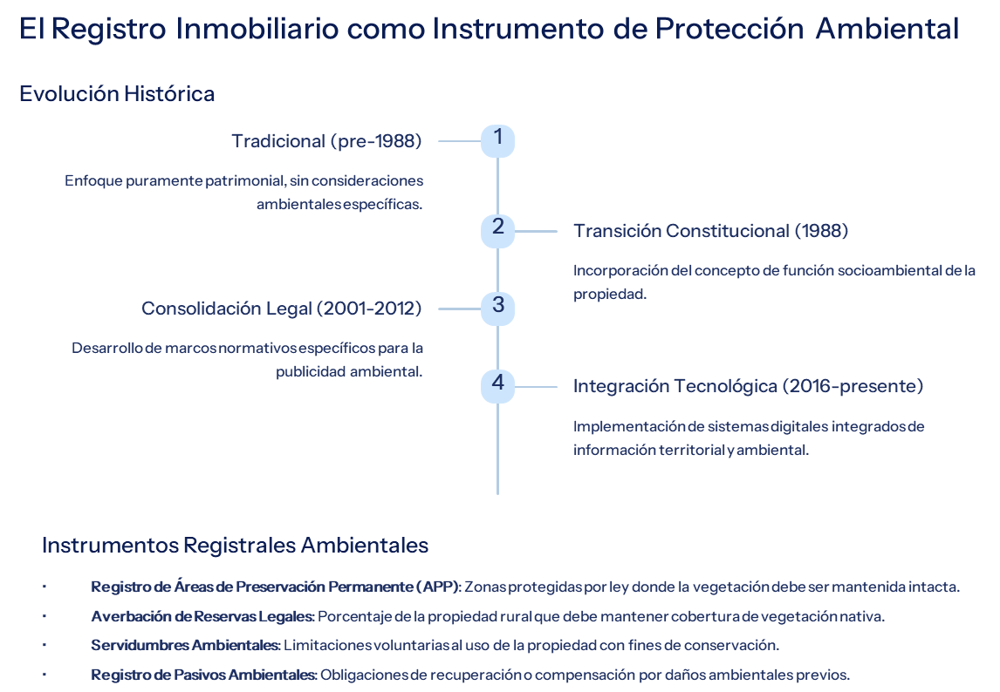 El Registro Inmobiliario como Instrumento de Protección Ambiental
Evolución Histórica
1
Tradicional (pre-1988)
Enfoque puramente patrimonial, sin consideraciones
ambientales específicas.
2
Transición Constitucional (1988)
Incorporación del concepto de función socioambiental de la
propiedad.
3
Consolidación Legal (2001-2012)
Desarrollo de marcos normativos específicos para la
publicidad ambiental.
4
Integración Tecnológica (2016-presente)
Implementación de sistemas digitales integrados de
información territorial y ambiental.
Instrumentos Registrales Ambientales
· Registro de Áreas de Preservación Permanente (APP): Zonas protegidas por ley donde la vegetación debe ser mantenida intacta.
· Averbación de Reservas Legales: Porcentaje de la propiedad rural que debe mantener cobertura de vegetación nativa.
· Servidumbres Ambientales: Limitaciones voluntarias al uso de la propiedad con fines de conservación.
· Registro de Pasivos Ambientales: Obligaciones de recuperación o compensación por daños ambientales previos.